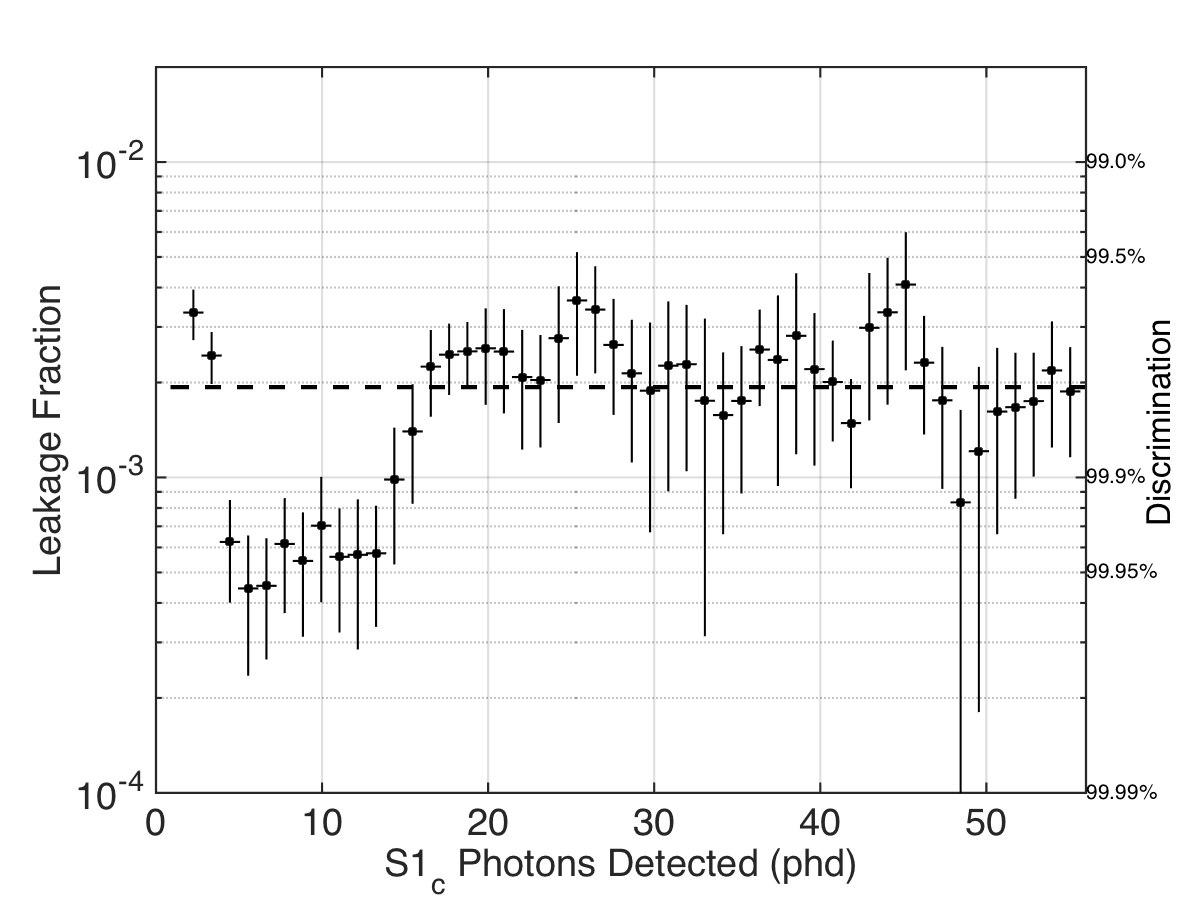 10-2
10-3
10-4
Leakage Fraction
99.0%
99.5%
99.9%
99.95%
99.99%
Discrimination
0 10 20 30 40 50
S1c Photons Detected (phd)